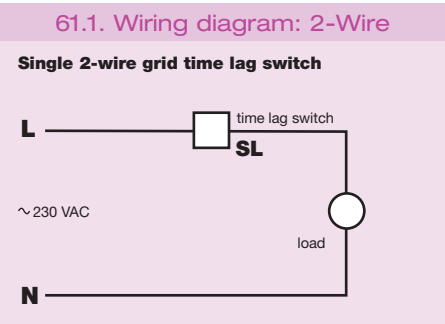 61.1. Wiring diagram: 2-Wire
Single 2-wire grid time lag switch
time lag switch
L
SL
~ 230 VAC
load
N